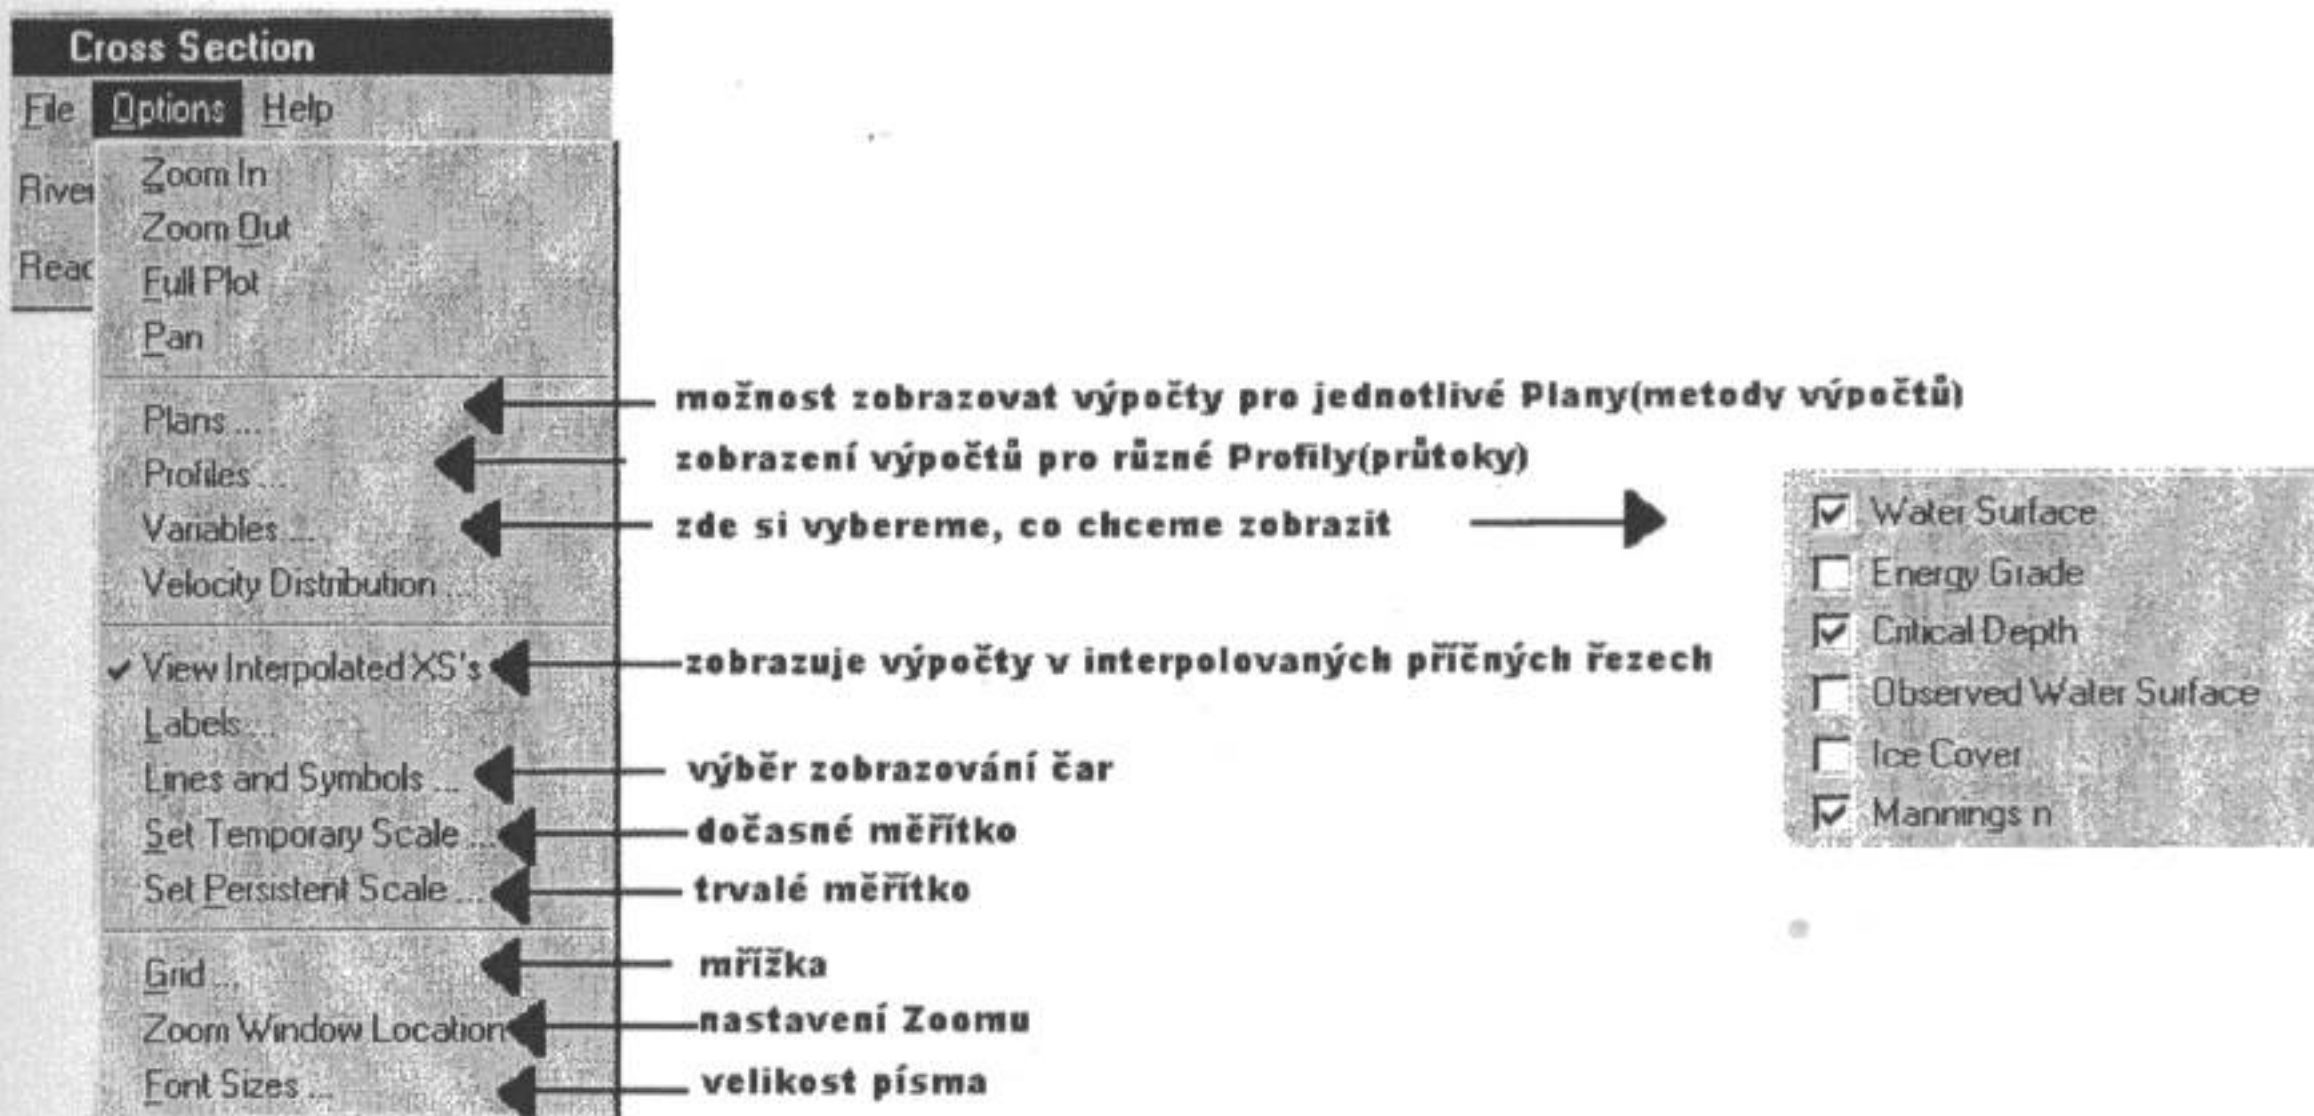 Cross Section
File Options Help
River
Reac
Zoom In
Zoom Out
Full Plot
Pan
Plans ... možnost zobrazovat výpočty pro jednotlivé Plany(metody výpočtů)
Profiles ... zobrazení výpočtů pro různé Profily(průtoky)
Variables ... zde si vybereme, co chceme zobrazit
Velocity Distribution ...
View Interpolated XS's zobrazuje výpočty v interpolovaných příčných řezech
Labels ...
Lines and Symbols ... výběr zobrazování čar
Set Temporary Scale ... dočasné měřítko
Set Persistent Scale ... trvalé měřítko
Grid ... mřížka
Zoom Window Location nastavení Zoomu
Font Sizes ... velikost písma
Water Surface
Energy Grade
Critical Depth
Observed Water Surface
Ice Cover
Mannings n